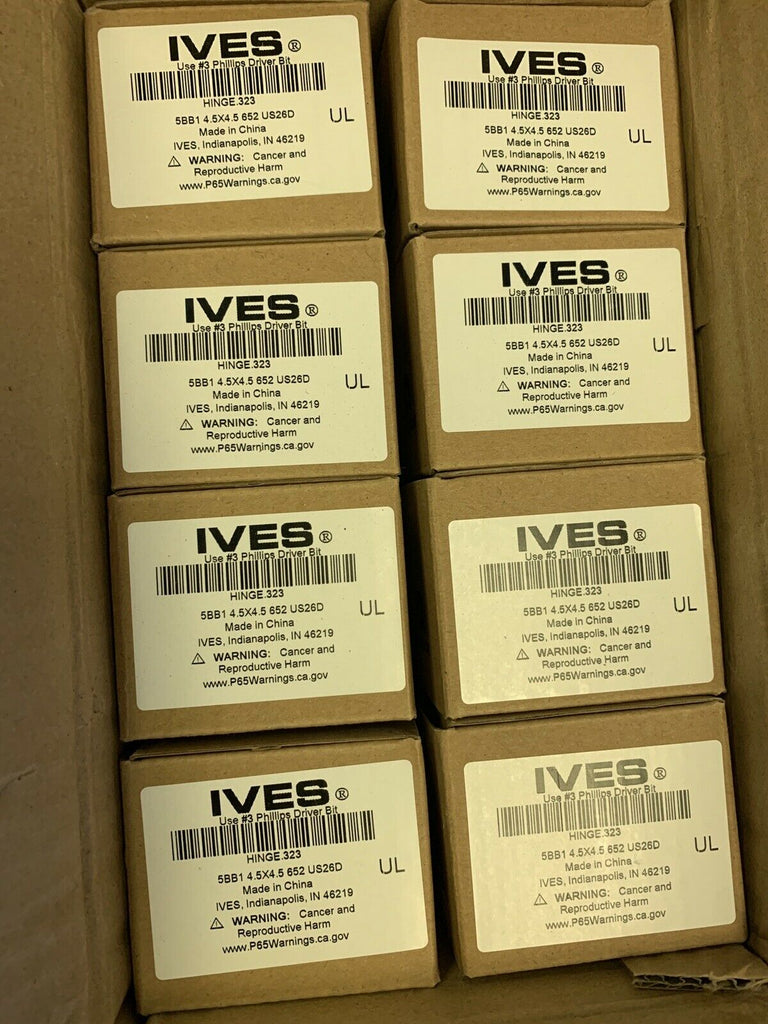 IVES®
Use #3 Phillips Driver Bit
HINGE.323
5BB1 4.5X4.5 652 US26D
UL
Made in China
IVES, Indianapolis, IN 46219
⚠ WARNING: Cancer and
Reproductive Harm
www.P65Warnings.ca.gov
IVES®
Use #3 Phillips Driver Bit
HINGE.323
5BB1 4.5X4.5 652 US26D
UL
Made in China
IVES, Indianapolis, IN 46219
⚠ WARNING: Cancer and
Reproductive Harm
www.P65Warnings.ca.gov
IVES®
Use #3 Phillips Driver Bit
HINGE.323
5BB1 4.5X4.5 652 US26D
UL
Made in China
IVES, Indianapolis, IN 46219
⚠ WARNING: Cancer and
Reproductive Harm
www.P65Warnings.ca.gov
IVES®
Use #3 Phillips Driver Bit
HINGE.323
5BB1 4.5X4.5 652 US26D
UL
Made in China
IVES, Indianapolis, IN 46219
⚠ WARNING: Cancer and
Reproductive Harm
www.P65Warnings.ca.gov
IVES®
Use #3 Phillips Driver Bit
HINGE.323
5BB1 4.5X4.5 652 US26D
UL
Made in China
IVES, Indianapolis, IN 46219
⚠ WARNING: Cancer and
Reproductive Harm
www.P65Warnings.ca.gov
IVES®
Use #3 Phillips Driver Bit
HINGE.323
5BB1 4.5X4.5 652 US26D
UL
Made in China
IVES, Indianapolis, IN 46219
⚠ WARNING: Cancer and
Reproductive Harm
www.P65Warnings.ca.gov
IVES®
Use #3 Phillips Driver Bit
HINGE.323
5BB1 4.5X4.5 652 US26D
UL
Made in China
IVES, Indianapolis, IN 46219
⚠ WARNING: Cancer and
Reproductive Harm
www.P65Warnings.ca.gov
IVES®
Use #3 Phillips Driver Bit
HINGE.323
5BB1 4.5X4.5 652 US26D
UL
Made in China
IVES, Indianapolis, IN 46219
⚠ WARNING: Cancer and
Reproductive Harm
www.P65Warnings.ca.gov